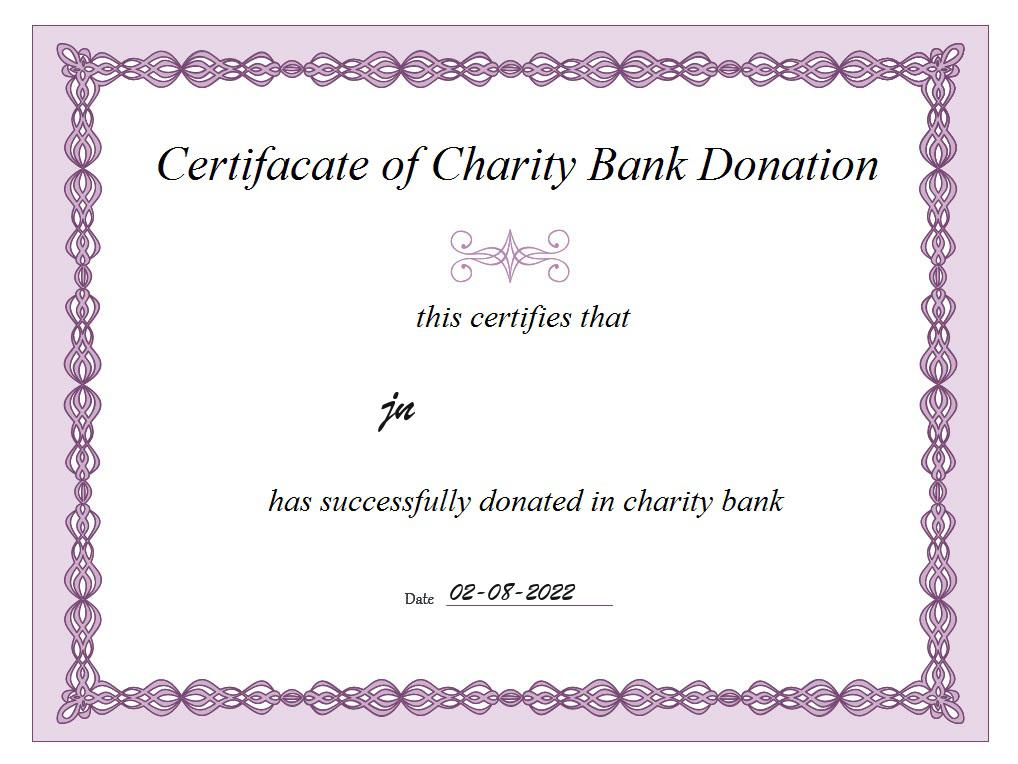 Certifacate of Charity Bank Donation
this certifies that
jn
has successfully donated in charity bank
Date 02-08-2022